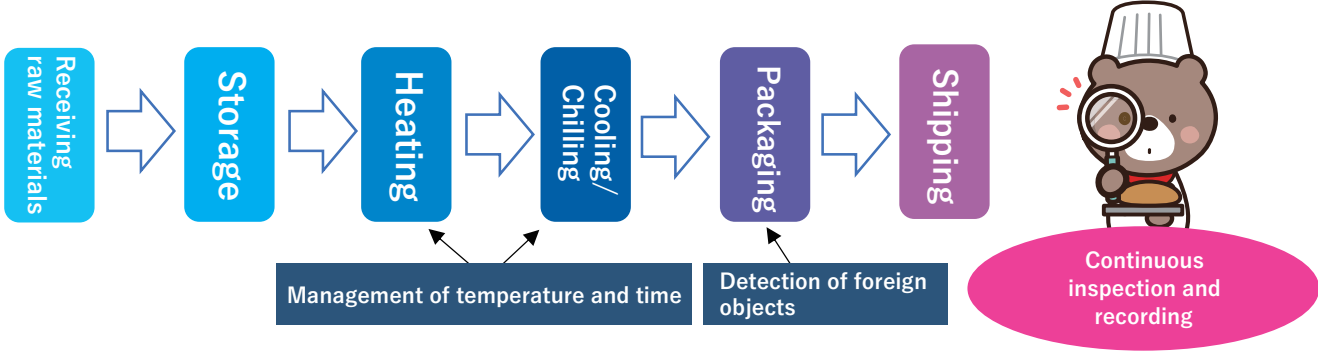 Receiving
raw materials
Storage
Heating
Cooling/
Chilling
Packaging
Shipping
Management of temperature and time
Detection of foreign
objects
Continuous
inspection and
recording